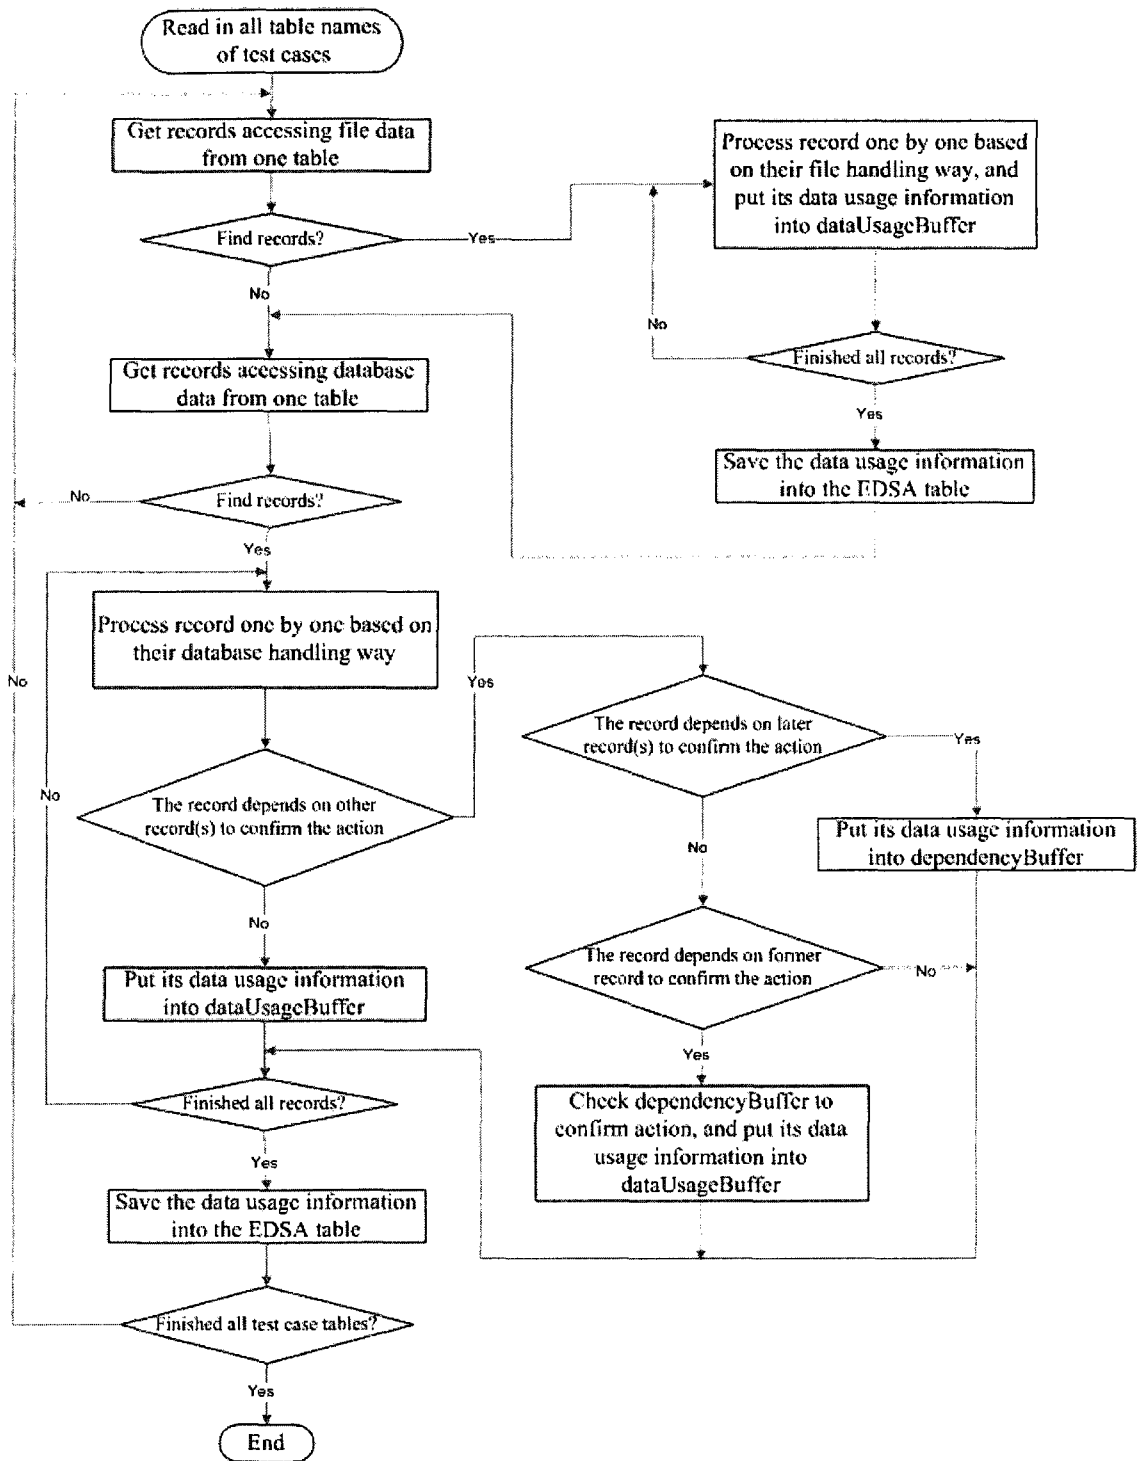 Read in all table names
of test cases
Get records accessing file data
from one table
Process record one by one based
on their file handling way, and
put its data usage information
into dataUsageBuffer
Find records?
Yes
No
No
Finished all records?
Get records accessing database
data from one table
Yes
Save the data usage information
into the EDSA table
No
Find records?
Yes
Process record one by one based on
their database handling way
No
Yes
The record depends on later
record(s) to confirm the action
Yes
No
The record depends on other
record(s) to confirm the action
Put its data usage information
into dependencyBuffer
No
No
The record depends on former
record to confirm the action
No
Put its data usage information
into dataUsageBuffer
Yes
Finished all records?
Check dependencyBuffer to
confirm action, and put its data
usage information into
dataUsageBuffer
Yes
Save the data usage information
into the EDSA table
Finished all test case tables?
Yes
End